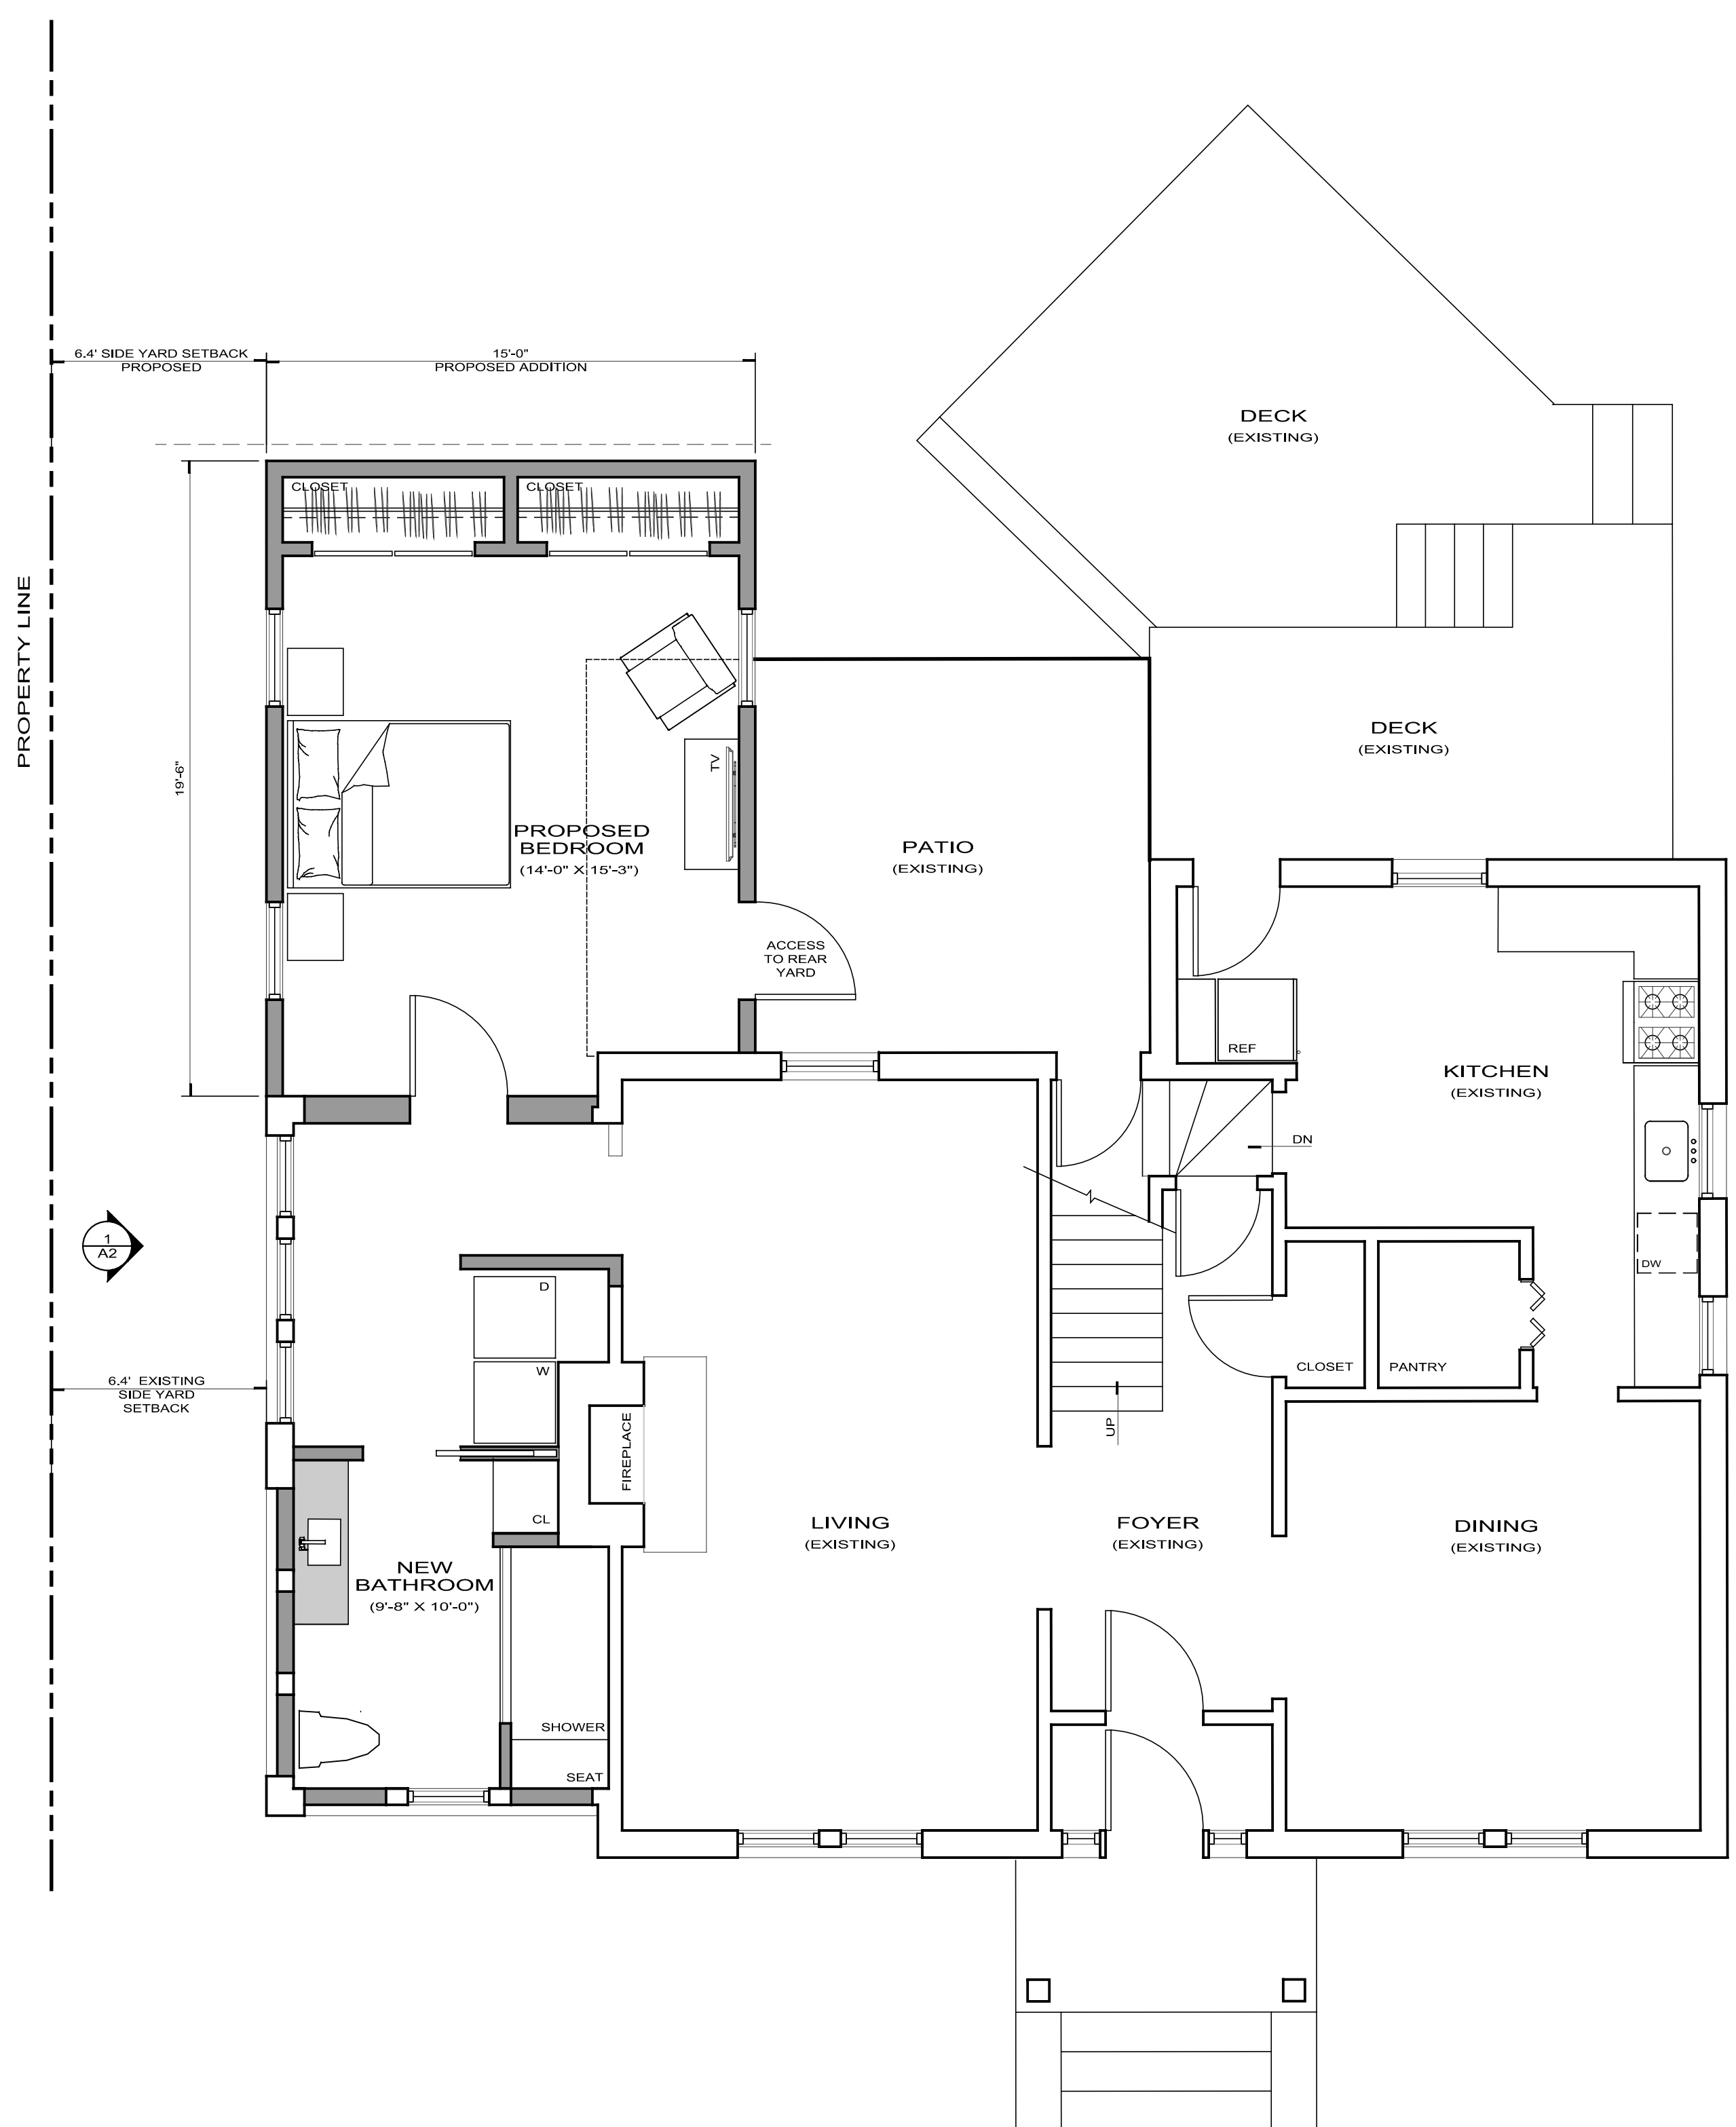 6.4' SIDE YARD SETBACK
PROPOSED
15'-0"
PROPOSED ADDITION
DECK
(EXISTING)
CLOSET
CLOSET
PROPERTY LINE
19'-6"
TV
DECK
(EXISTING)
PROPOSED
BEDROOM
(14'-0" X 15'-3")
PATIO
(EXISTING)
ACCESS
TO REAR
YARD
REF
KITCHEN
(EXISTING)
DN
1
A2
D
W
DW
CLOSET
PANTRY
6.4' EXISTING
SIDE YARD
SETBACK
UP
FIREPLACE
CL
LIVING
(EXISTING)
FOYER
(EXISTING)
DINING
(EXISTING)
NEW
BATHROOM
(9'-8" X 10'-0")
SHOWER
SEAT